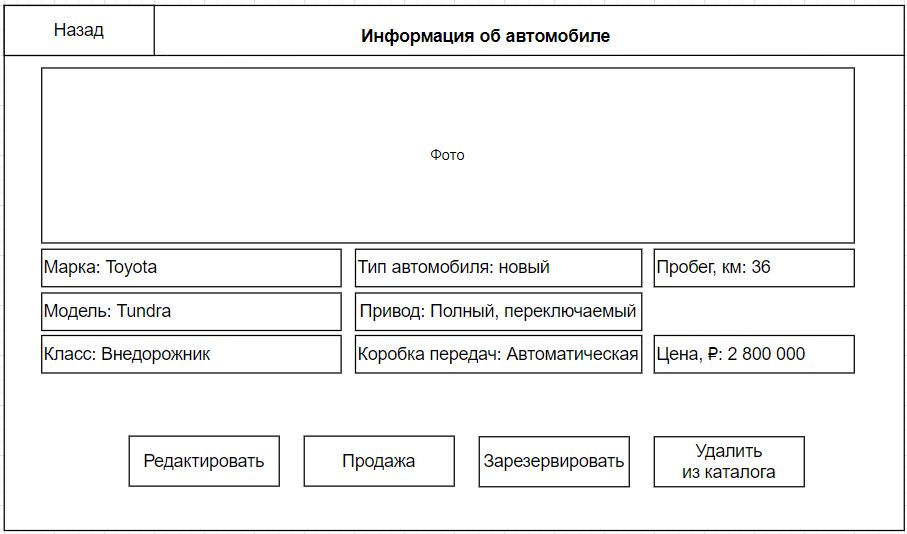 Назад
Информация об автомобиле
Фото
Марка: Toyota
Тип автомобиля: новый
Пробег, км: 36
Модель: Tundra
Привод: Полный, переключаемый
Класс: Внедорожник
Коробка передач: Автоматическая
Цена, ₽: 2 800 000
Редактировать
Продажа
Зарезервировать
Удалить
из каталога